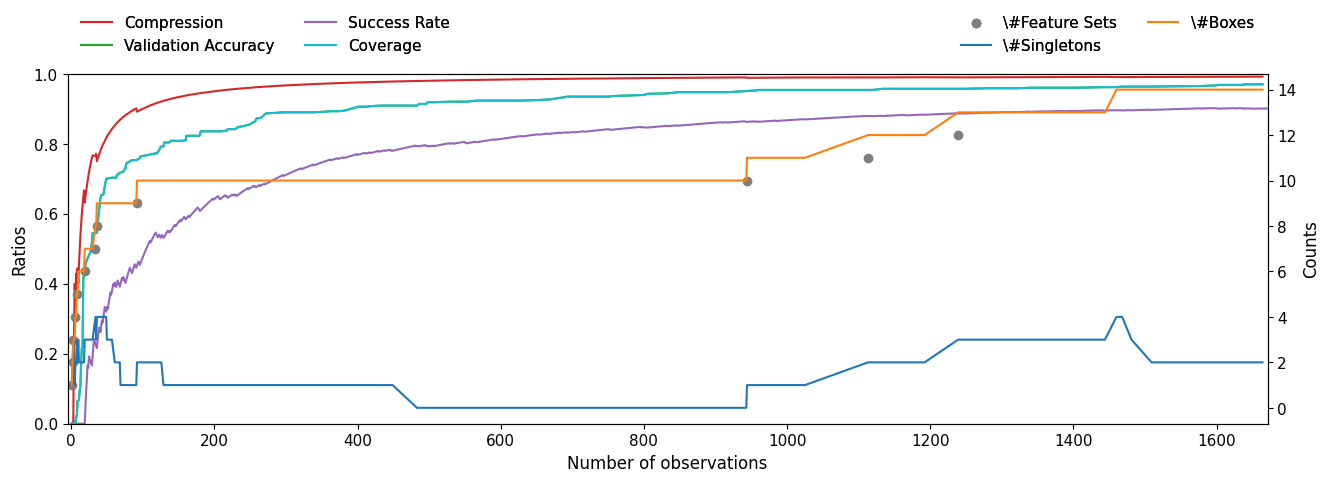 Compression
Success Rate
\#Feature Sets
\#Boxes
Validation Accuracy
Coverage
\#Singletons
1.0
0.8
0.6
0.4
0.2
0.0
Ratios
14
12
10
8
6
4
2
0
Counts
0 200 400 600 800 1000 1200 1400 1600
Number of observations